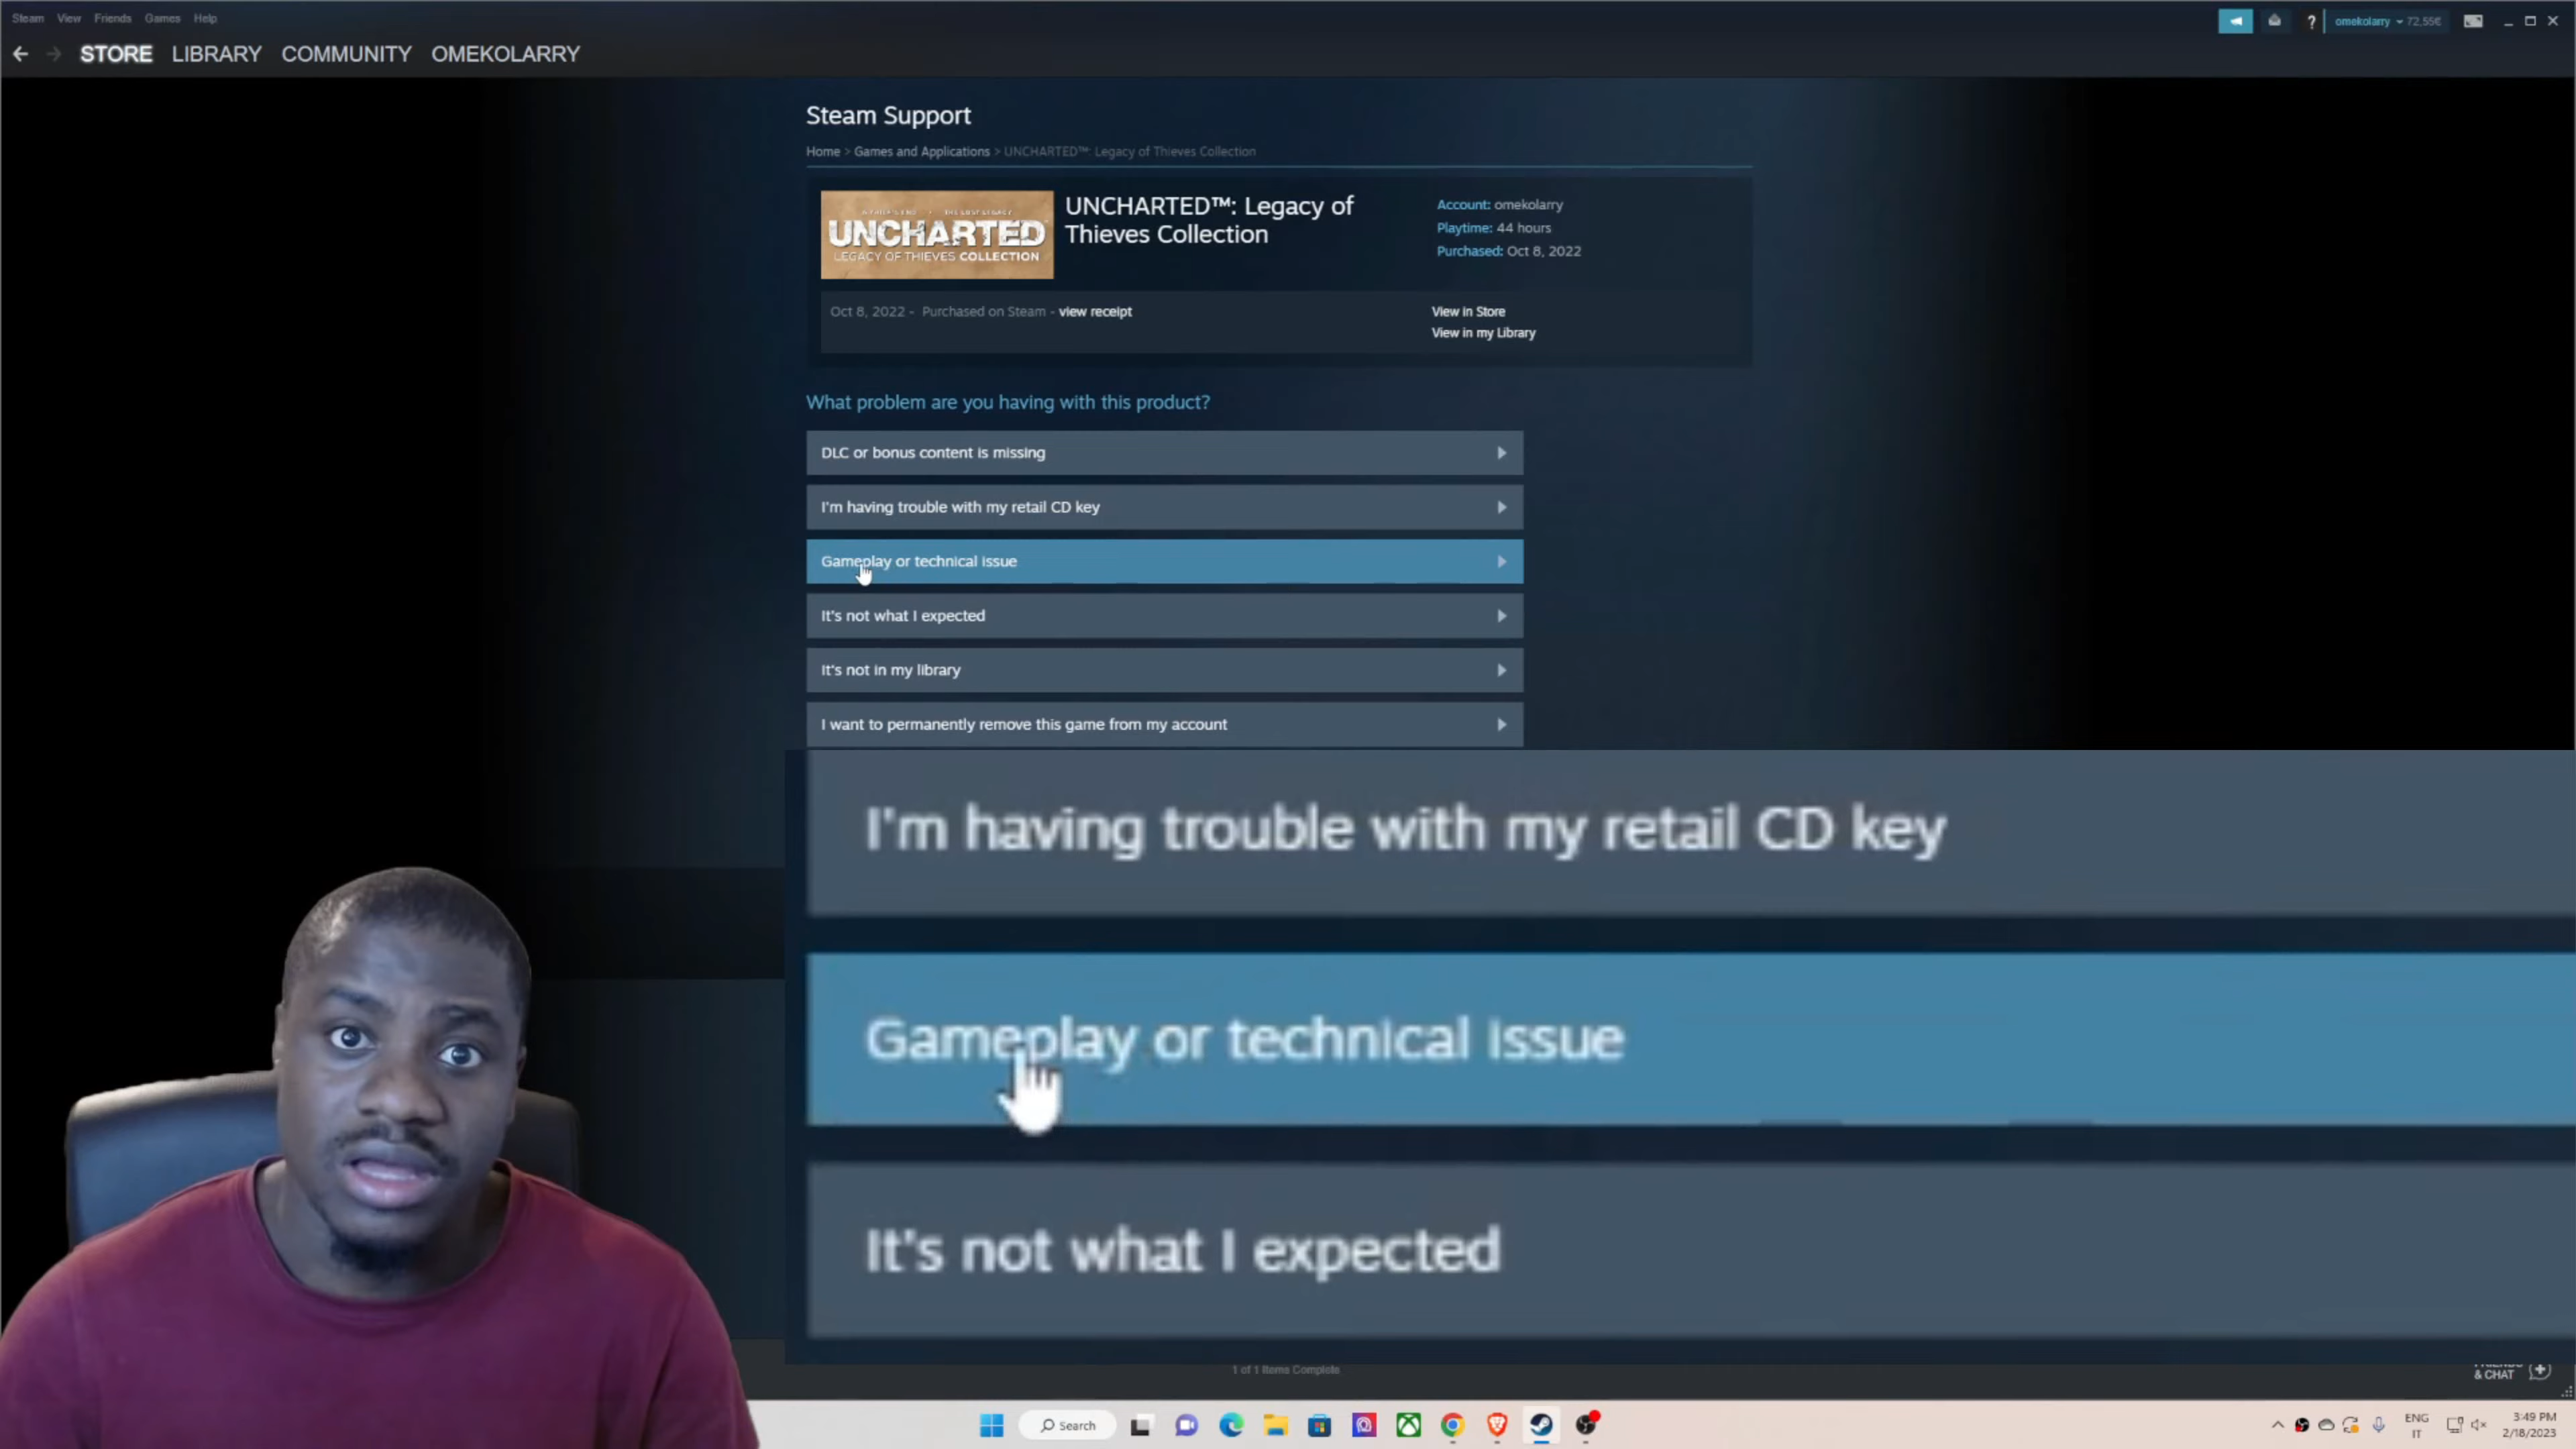 Steam View Friends Games Help
omekolarry 72.55€
STORE LIBRARY COMMUNITY OMEKOLARRY
Steam Support
Home > Games and Applications > UNCHARTED™: Legacy of Thieves Collection
UNCHARTED
LEGACY OF THIEVES COLLECTION
UNCHARTED™: Legacy of
Thieves Collection
Account: omekolarry
Playtime: 44 hours
Purchased: Oct 8, 2022
Oct 8, 2022 - Purchased on Steam - view receipt
View in Store
View in my Library
What problem are you having with this product?
DLC or bonus content is missing
I'm having trouble with my retail CD key
Gameplay or technical issue
It's not what I expected
It's not in my library
I want to permanently remove this game from my account
I'm having trouble with my retail CD key
Gameplay or technical issue
It's not what I expected
1 of 1 Items Complete
& CHAT
Search
ENG
IT
3:49 PM
2/18/2023